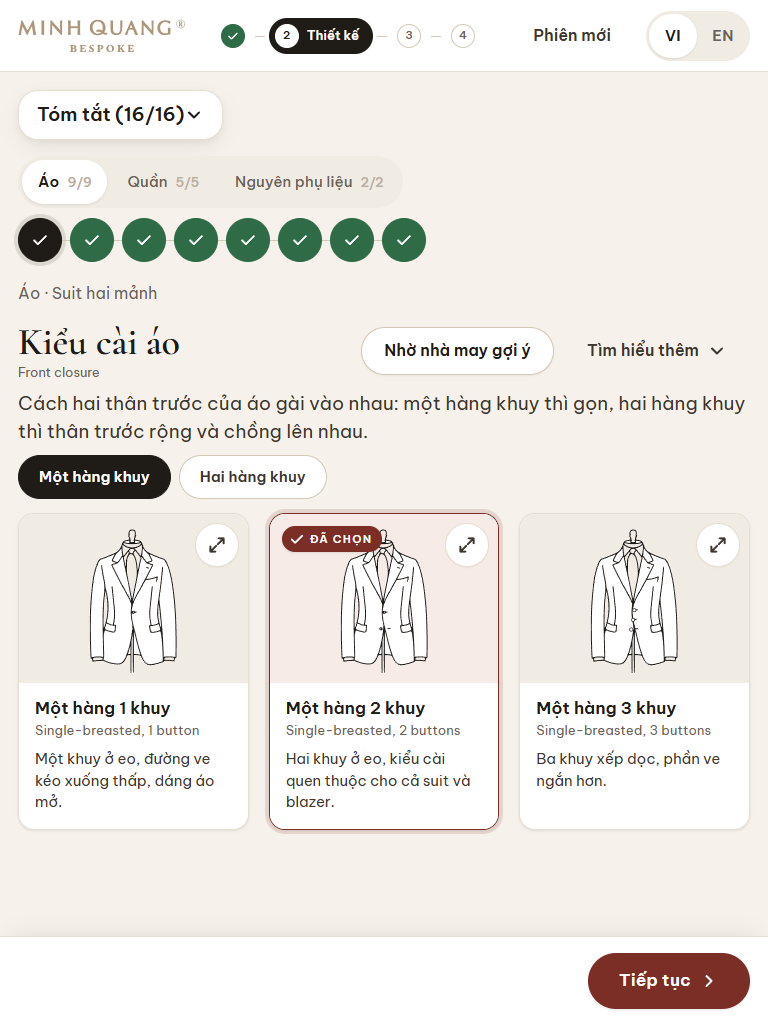 MINH QUANG®
BESPOKE
2 Thiết kế
3
4
Phiên mới
VI EN
Tóm tắt (16/16)
Áo 9/9
Quần 5/5
Nguyên phụ liệu 2/2
Áo · Suit hai mảnh
Kiểu cài áo
Front closure
Nhờ nhà may gợi ý
Tìm hiểu thêm
Cách hai thân trước của áo gài vào nhau: một hàng khuy thì gọn, hai hàng khuy
thì thân trước rộng và chồng lên nhau.
Một hàng khuy
Hai hàng khuy
Một hàng 1 khuy
Single-breasted, 1 button
Một khuy ở eo, đường ve
kéo xuống thấp, dáng áo
mở.
ĐÃ CHỌN
Một hàng 2 khuy
Single-breasted, 2 buttons
Hai khuy ở eo, kiểu cài
quen thuộc cho cả suit và
blazer.
Một hàng 3 khuy
Single-breasted, 3 buttons
Ba khuy xếp dọc, phần ve
ngắn hơn.
Tiếp tục